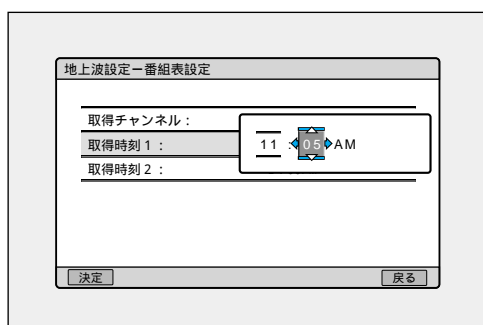 地上波設定ー番組表設定
取得チャンネル:
取得時刻1:
11:05 AM
取得時刻2:
決定 戻る